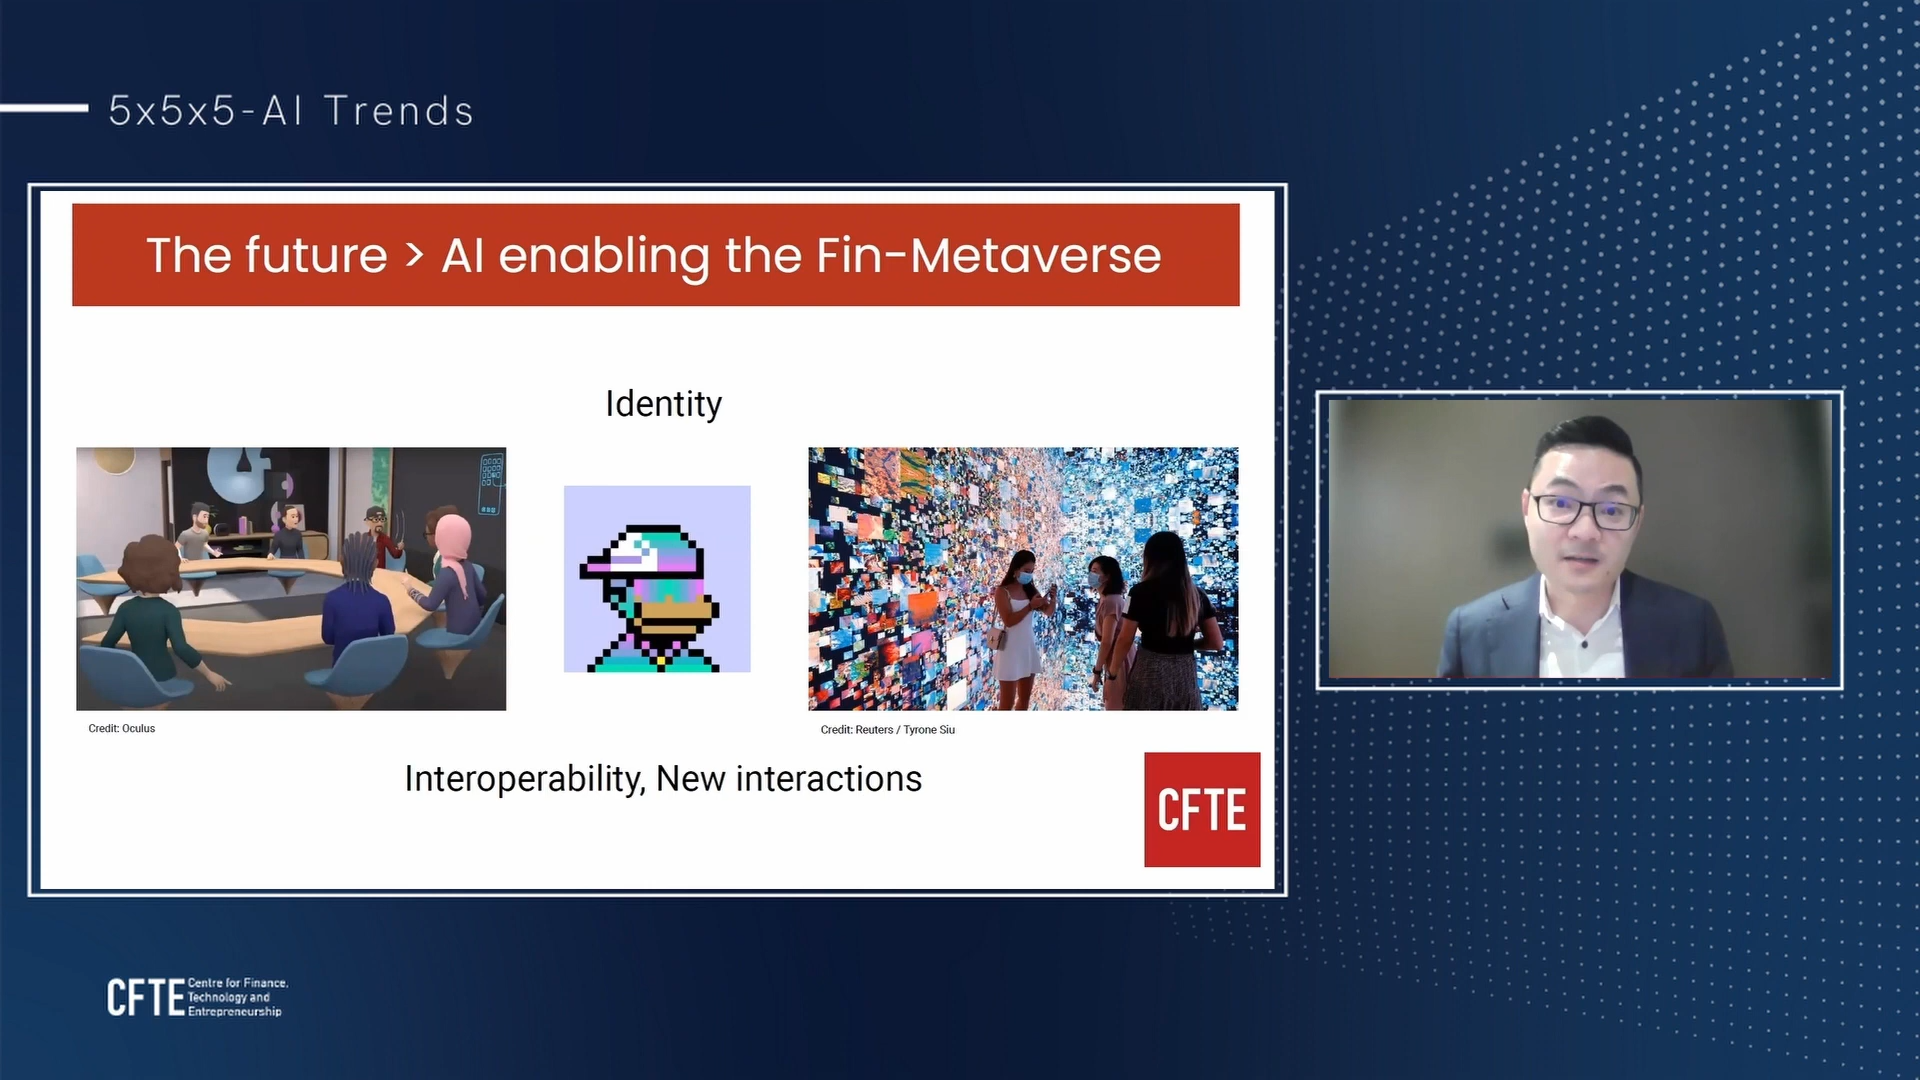 5x5x5-AI Trends
The future > AI enabling the Fin-Metaverse
Identity
Credit: Oculus
Credit: Reuters / Tyrone Siu
Interoperability, New interactions
CFTE
CFTE
Centre for Finance,
Technology and
Entrepreneurship